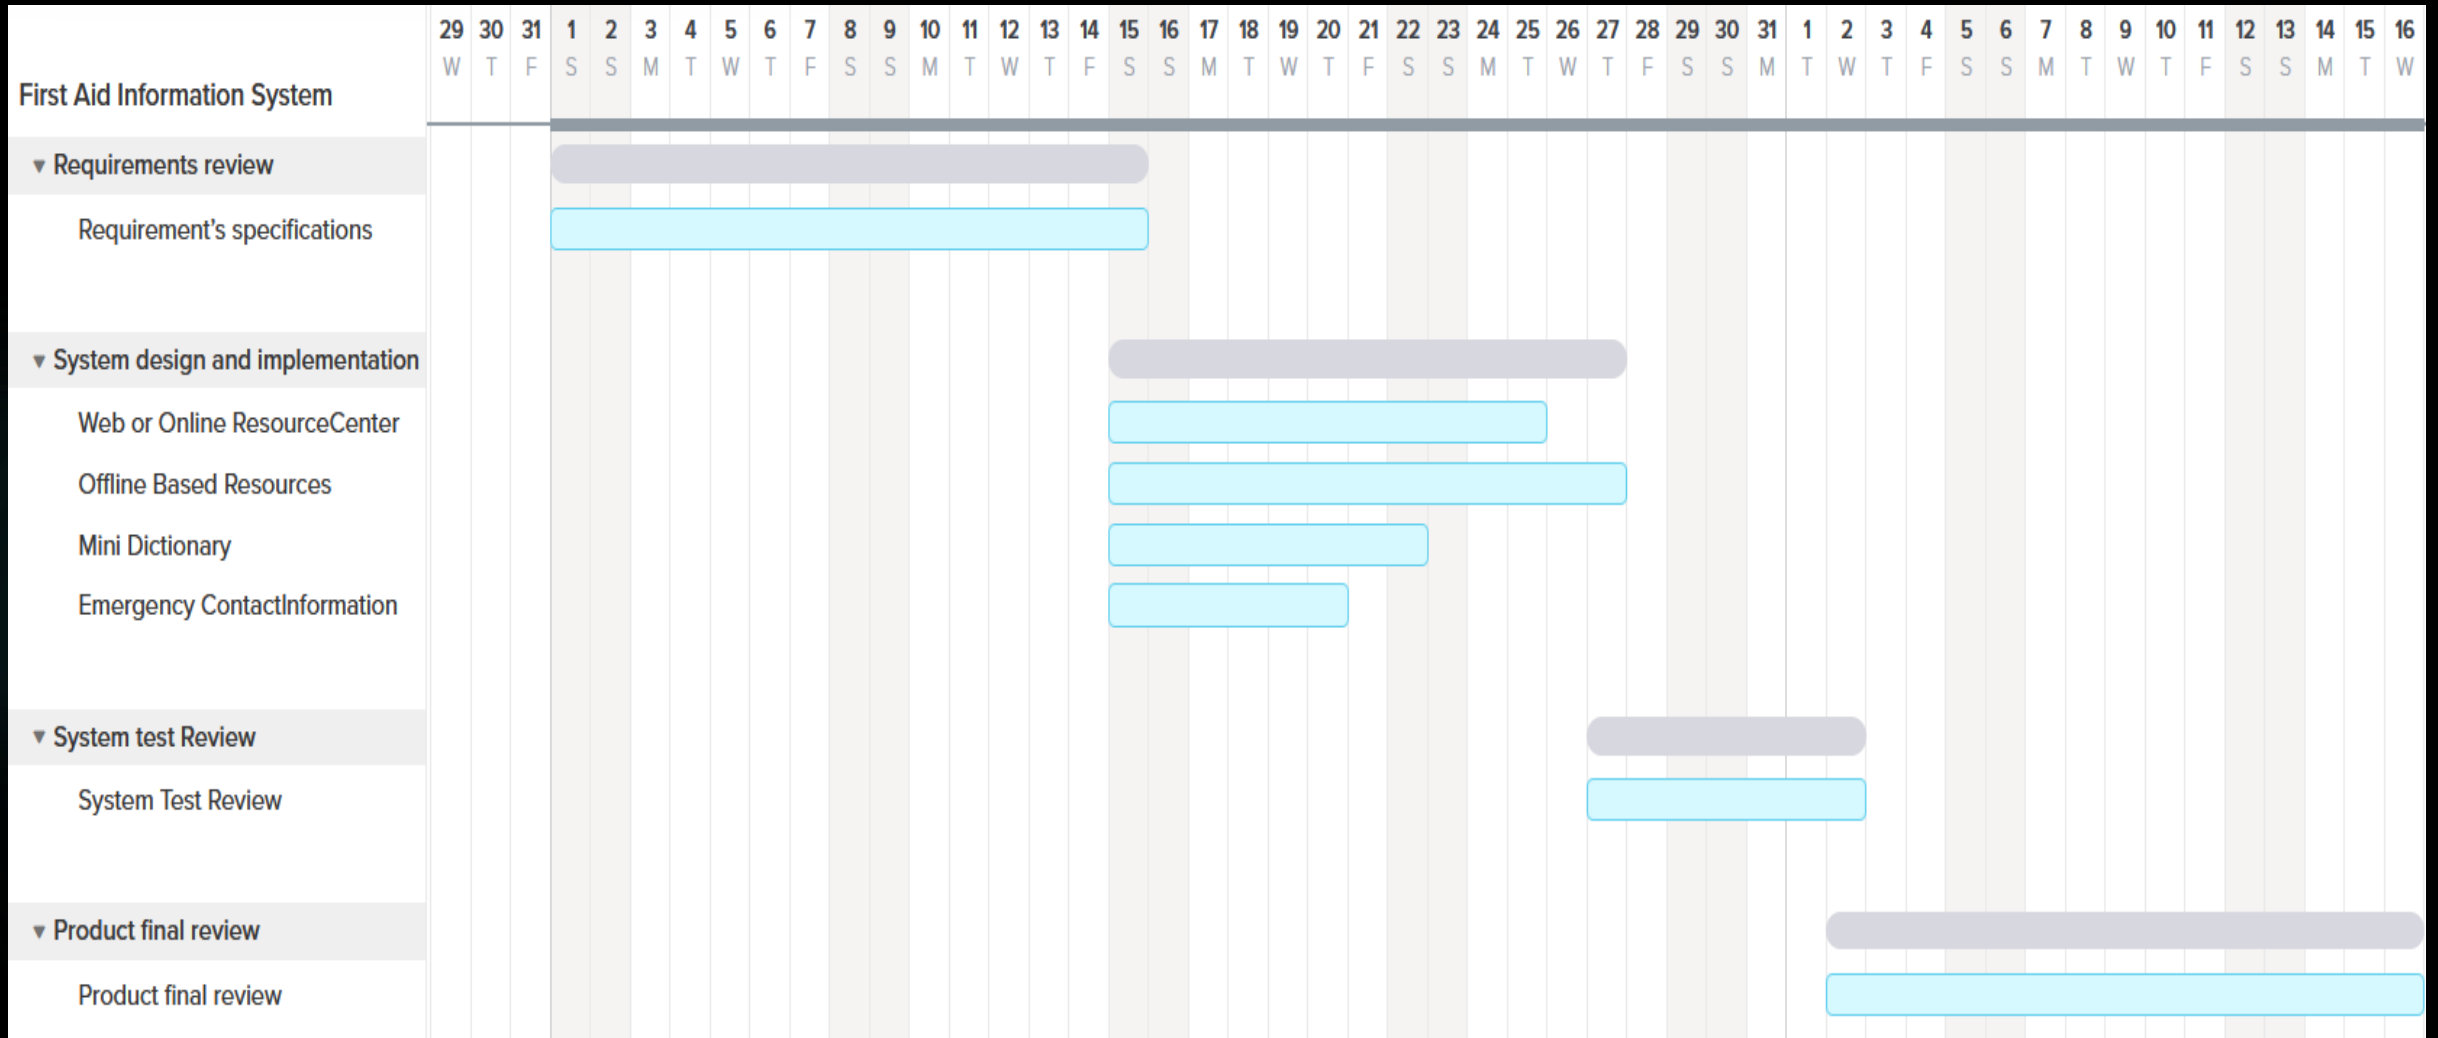 29 30 31 1 2 3 4 5 6 7 8 9 10 11 12 13 14 15 16 17 18 19 20 21 22 23 24 25 26 27 28 29 30 31 1 2 3 4 5 6 7 8 9 10 11 12 13 14 15 16
W T F S S M T W T F S S M T W T F S S M T W T F S S M T W T F S S M T W T F S S M T W T F S S M T W
First Aid Information System
▼ Requirements review
Requirement's specifications
▼ System design and implementation
Web or Online ResourceCenter
Offline Based Resources
Mini Dictionary
Emergency ContactInformation
▼ System test Review
System Test Review
▼ Product final review
Product final review